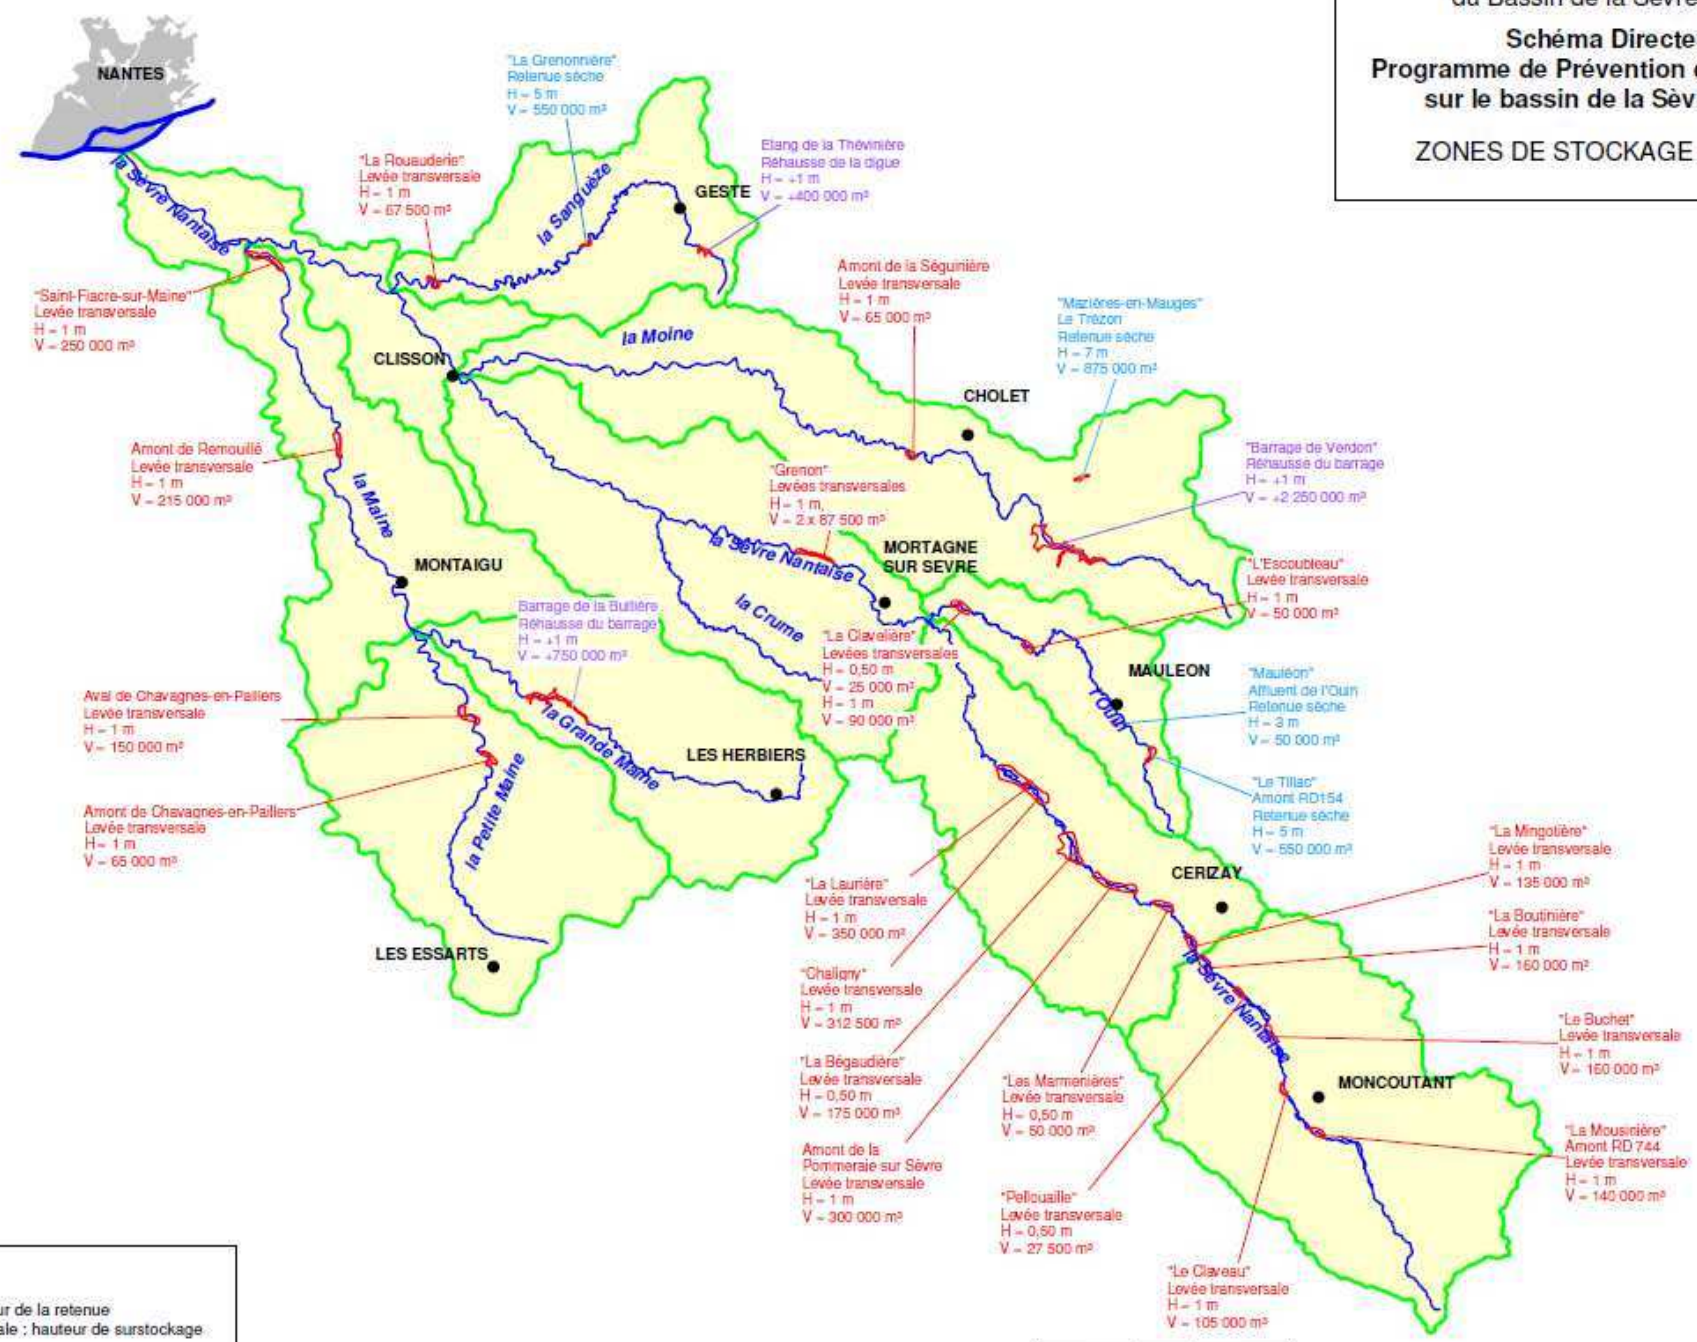 du Bassin de la Sèvre
Schéma Directe
Programme de Prévention
sur le bassin de la Sèv
ZONES DE STOCKAGE
NANTES
"La Grenonnière"
Retenue sèche
H = 5 m
V = 550 000 m³
"La Rouauderie"
Levée transversale
H = 1 m
V = 67 500 m³
Etang de la Thévinière
Réhausse de la digue
H = +1 m
V = +400 000 m³
GESTE
la Sanguèze
la Sèvre Nantaise
"Saint-Fiacre-sur-Maine"
Levée transversale
H = 1 m
V = 250 000 m³
Amont de la Séguinière
Levée transversale
H = 1 m
V = 65 000 m³
"Mazières-en-Mauges"
Le Trézon
Retenue sèche
H = 7 m
V = 875 000 m³
la Moine
CLISSON
CHOLET
Amont de Remouillé
Levée transversale
H = 1 m
V = 215 000 m³
la Maine
"Grenon"
Levées transversales
H = 1 m,
V = 2 x 87 500 m³
"Barrage de Verdon"
Réhausse du barrage
H = +1 m
V = +2 250 000 m³
la Sèvre Nantaise
MORTAGNE
SUR SEVRE
MONTAIGU
"L'Escoubleau"
Levée transversale
H = 1 m
V = 50 000 m³
Barrage de la Bultière
Réhausse du barrage
H = +1 m
V = +750 000 m³
la Crume
"La Clavelière"
Levées transversales
H = 0,50 m
V = 25 000 m³
H = 1 m
V = 90 000 m³
MAULEON
l'Ouin
"Mauléon"
Affluent de l'Ouin
Retenue sèche
H = 3 m
V = 50 000 m³
Aval de Chavagnes-en-Paillers
Levée transversale
H = 1 m
V = 150 000 m³
la Grande Maine
LES HERBIERS
"Le Tillac"
Amont RD154
Retenue sèche
H = 5 m
V = 550 000 m³
Amont de Chavagnes-en-Paillers
Levée transversale
H = 1 m
V = 65 000 m³
la Petite Maine
"La Mingotière"
Levée transversale
H = 1 m
V = 135 000 m³
CERIZAY
"La Laurière"
Levée transversale
H = 1 m
V = 350 000 m³
"La Boutinière"
Levée transversale
H = 1 m
V = 160 000 m³
LES ESSARTS
la Sèvre Nantaise
"Chaligny"
Levée transversale
H = 1 m
V = 312 500 m³
"Le Buchet"
Levée transversale
H = 1 m
V = 160 000 m³
"La Bégaudière"
Levée transversale
H = 0,50 m
V = 175 000 m³
"Les Marmenières"
Levée transversale
H = 0,50 m
V = 50 000 m³
MONCOUTANT
"La Mousinière"
Amont RD 744
Levée transversale
H = 1 m
V = 140 000 m³
Amont de la
Pommeraie sur Sèvre
Levée transversale
H = 1 m
V = 300 000 m³
"Pellouaille"
Levée transversale
H = 0,50 m
V = 27 500 m³
"Le Claveau"
Levée transversale
H = 1 m
V = 105 000 m³
ur de la retenue
ale : hauteur de surstockage